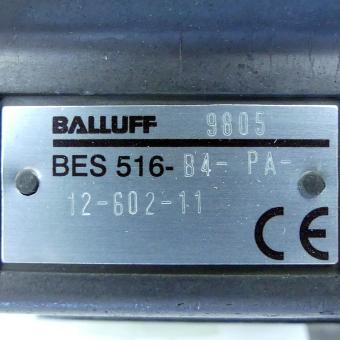 BALLUFF 9805
BES 516-B4-PA-
12-602-11
CE